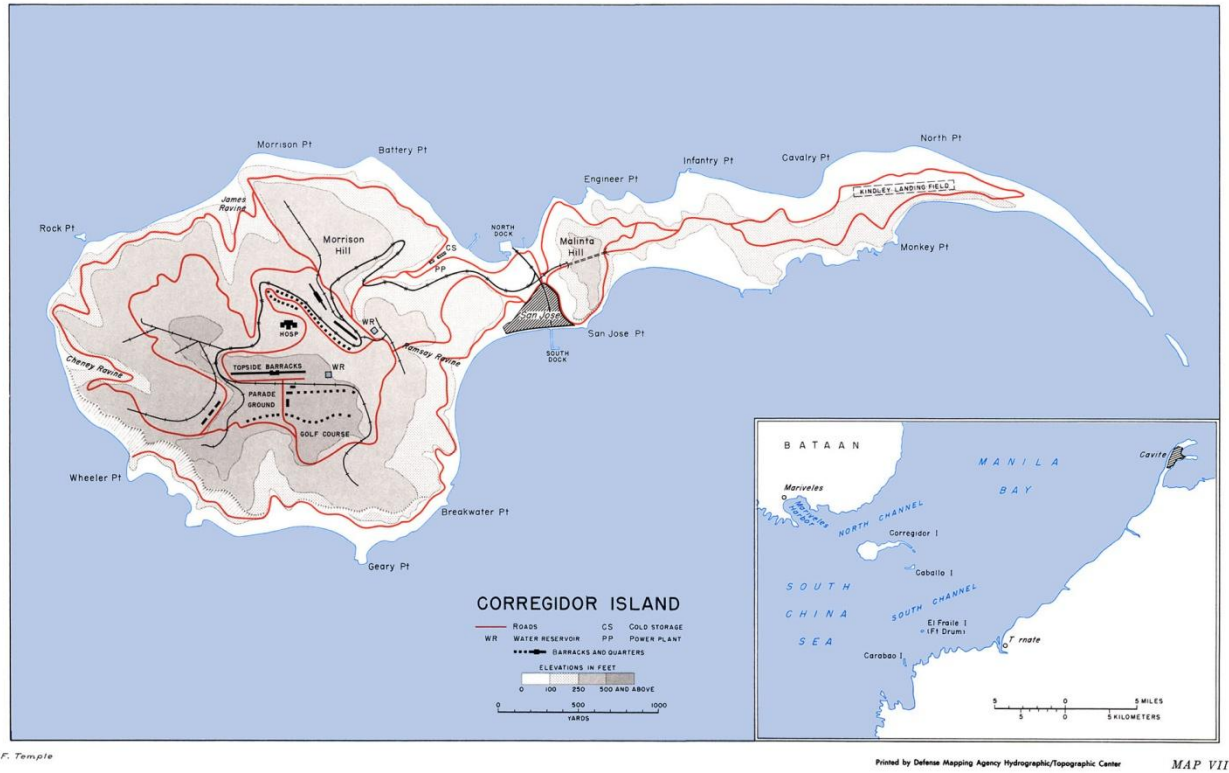 North Pt
Morrison Pt
Battery Pt
Cavalry Pt
Infantry Pt
Engineer Pt
KINDLEY LANDING FIELD
James
Ravine
Rock Pt
NORTH
DOCK
Morrison
Hill
Malinta
Hill
CS
PP
Monkey Pt
San Jose
WR
San Jose Pt
HOSP
Ramsay Ravine
SOUTH
DOCK
Cheney Ravine
TOPSIDE BARRACKS
WR
PARADE
GROUND
GOLF COURSE
Wheeler Pt
Breakwater Pt
Geary Pt
CORREGIDOR ISLAND
ROADS
CS COLD STORAGE
WR WATER RESERVOIR PP POWER PLANT
BARRACKS AND QUARTERS
ELEVATIONS IN FEET
0 100 250 500 AND ABOVE
0 500 1000
YARDS
BATAAN
MANILA
BAY
Cavite
Mariveles
Mariveles
Harbor
NORTH CHANNEL
Corregidor I
Caballo I
SOUTH
CHINA
SEA
SOUTH CHANNEL
El Fraile I
(Ft Drum)
T rnate
Carabao I
5 0 5 MILES
5 0 5 KILOMETERS
F. Temple
Printed by Defense Mapping Agency Hydrographic/Topographic Center
MAP VII